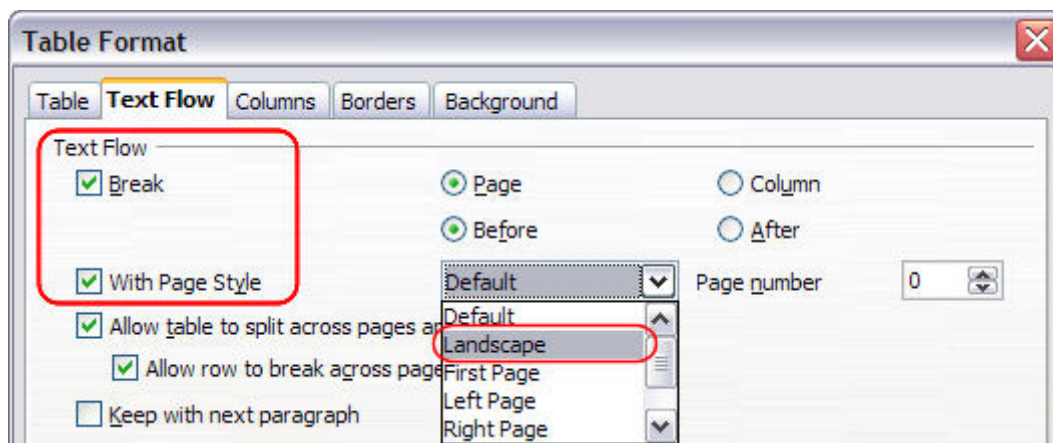 Table Format
Table Text Flow Columns Borders Background
Text Flow
Break Page Column
Before After
With Page Style Default Page number 0
Default
Allow table to split across pages
Landscape
Allow row to break across
First Page
Left Page
Keep with next paragraph
Right Page